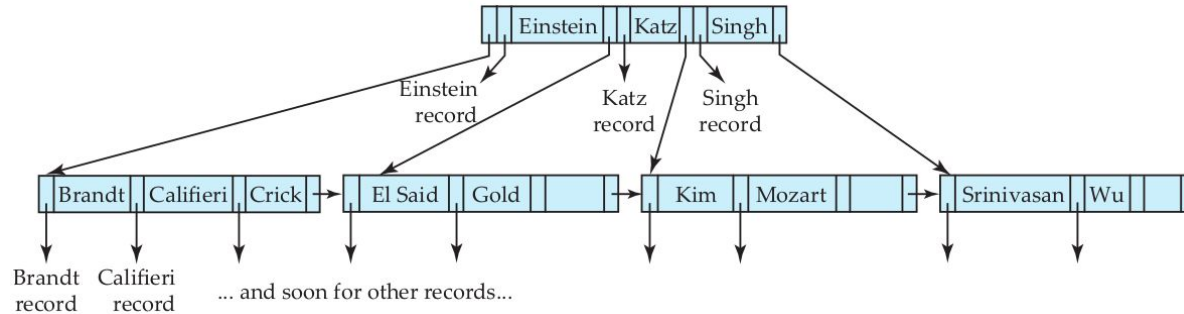 Einstein Katz Singh
Einstein
record
Katz
record
Singh
record
Brandt Califieri Crick El Said Gold Kim Mozart Srinivasan Wu
Brandt
record
Califieri
record
... and soon for other records...